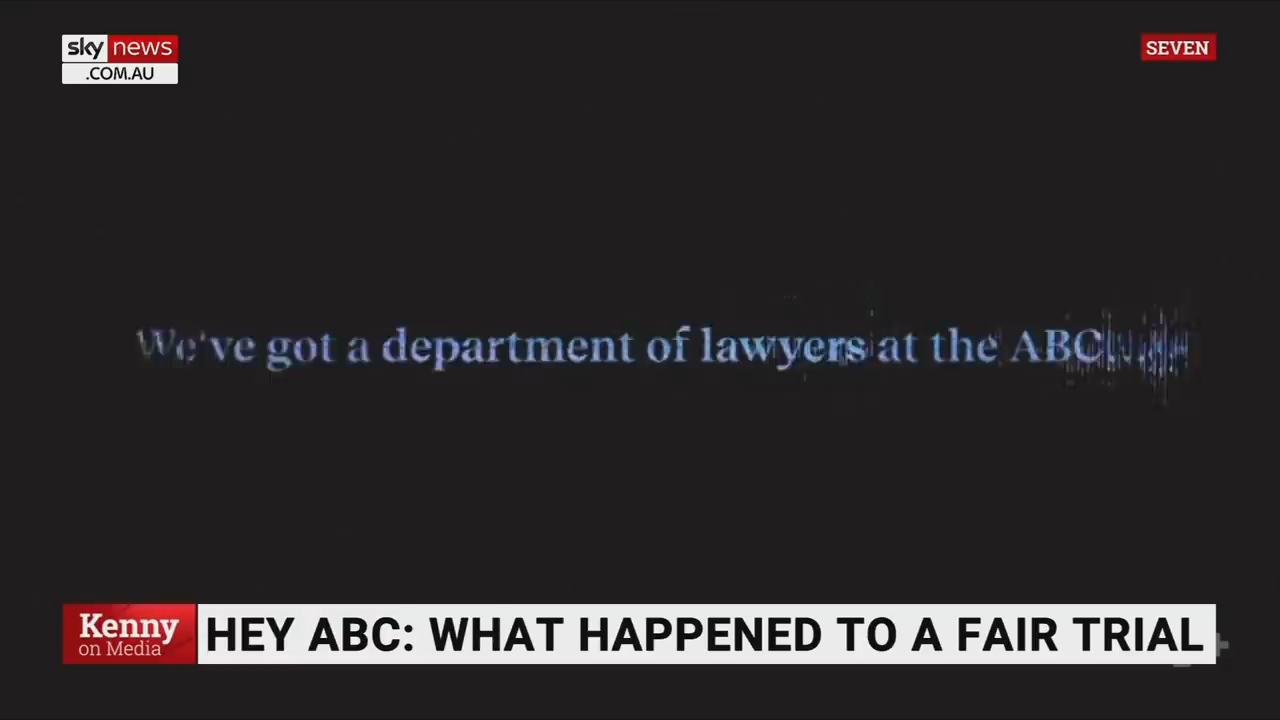 sky news
.COM.AU
SEVEN
We've got a department of lawyers at the ABC
Kenny
on Media
HEY ABC: WHAT HAPPENED TO A FAIR TRIAL